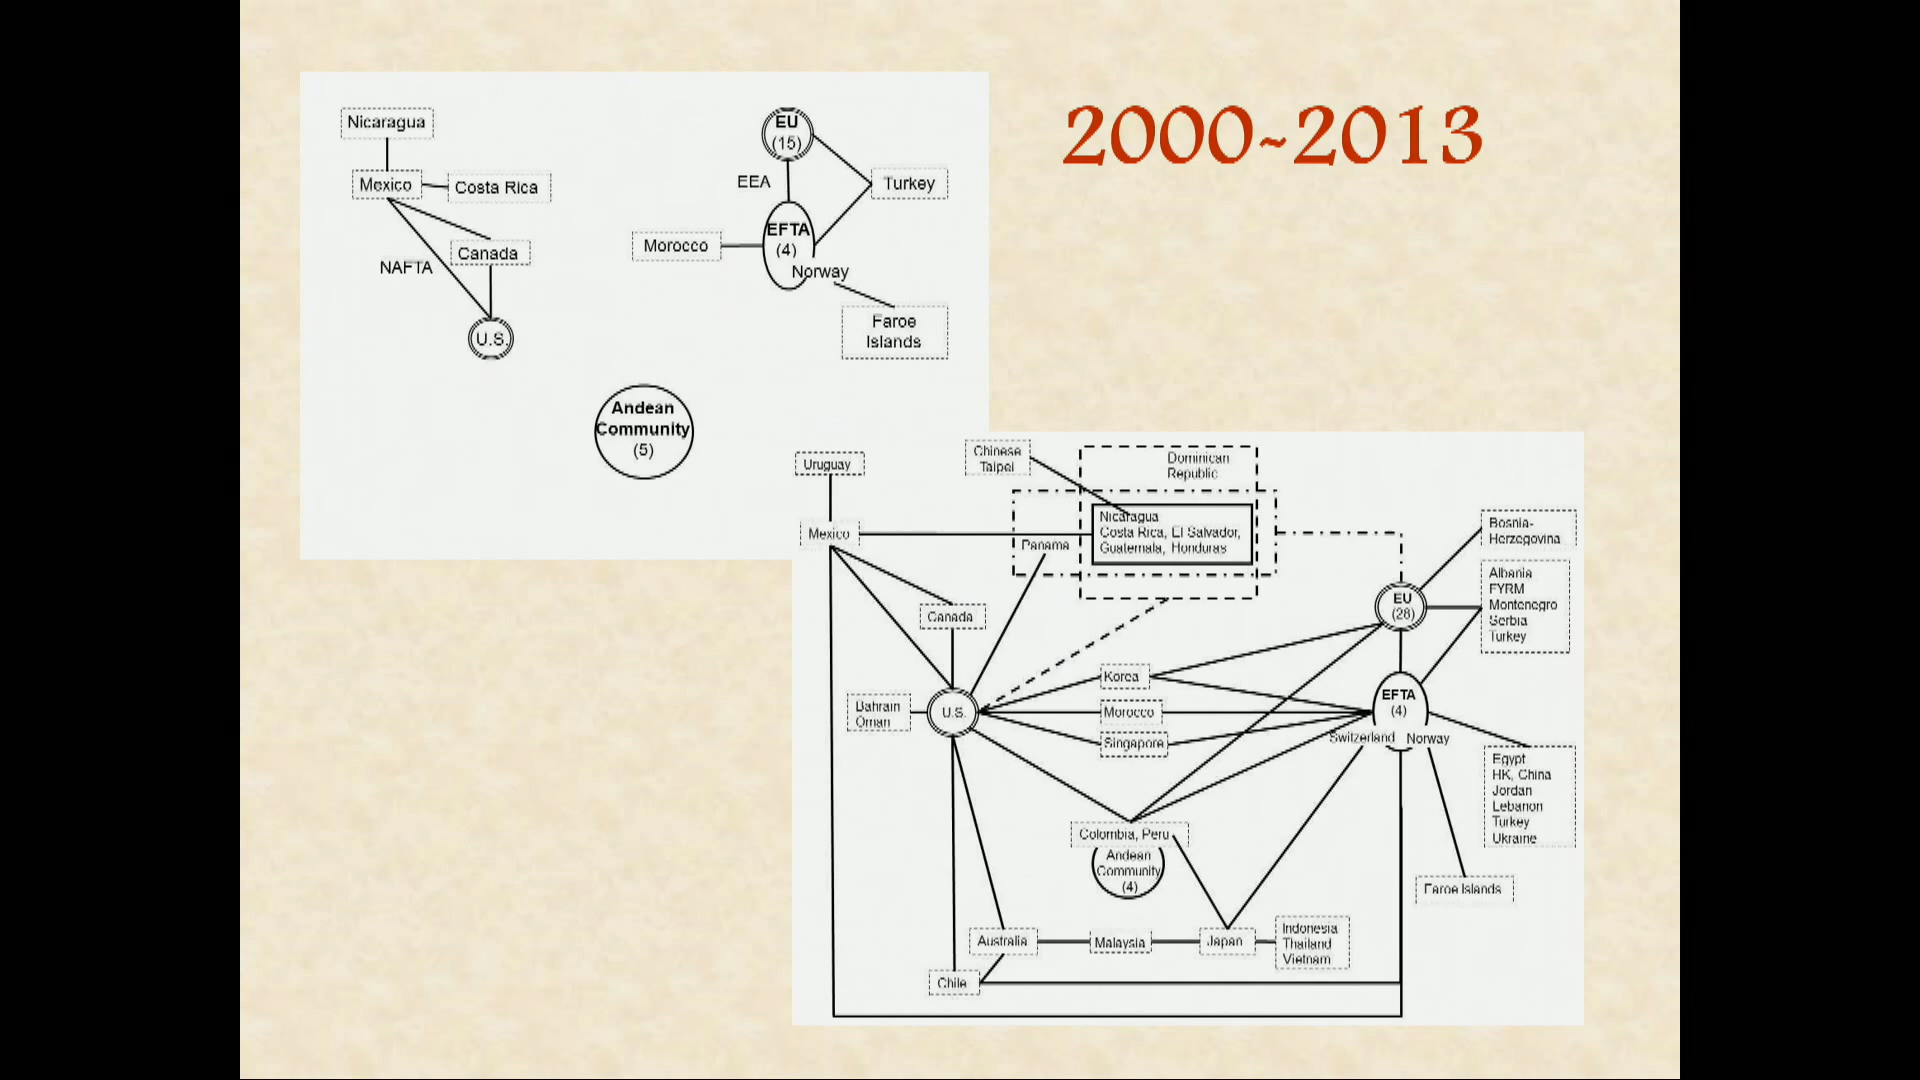 2000~2013
Nicaragua
Mexico
Costa Rica
Canada
NAFTA
U.S.
EU
(15)
EEA
Turkey
EFTA
(4)
Morocco
Norway
Faroe
Islands
Andean
Community
(5)
Uruguay
Chinese
Taipei
Dominican
Republic
Mexico
Nicaragua
Costa Rica, El Salvador,
Guatemala, Honduras
Panama
Bosnia-
Herzegovina
Albania
FYRM
Montenegro
Serbia
Turkey
EU
(28)
Canada
Korea
Bahrain
Oman
U.S.
Morocco
Singapore
EFTA
(4)
Switzerland
Norway
Egypt
HK, China
Jordan
Lebanon
Turkey
Ukraine
Colombia, Peru
Andean
Community
(4)
Faroe Islands
Australia
Malaysia
Japan
Indonesia
Thailand
Vietnam
Chile